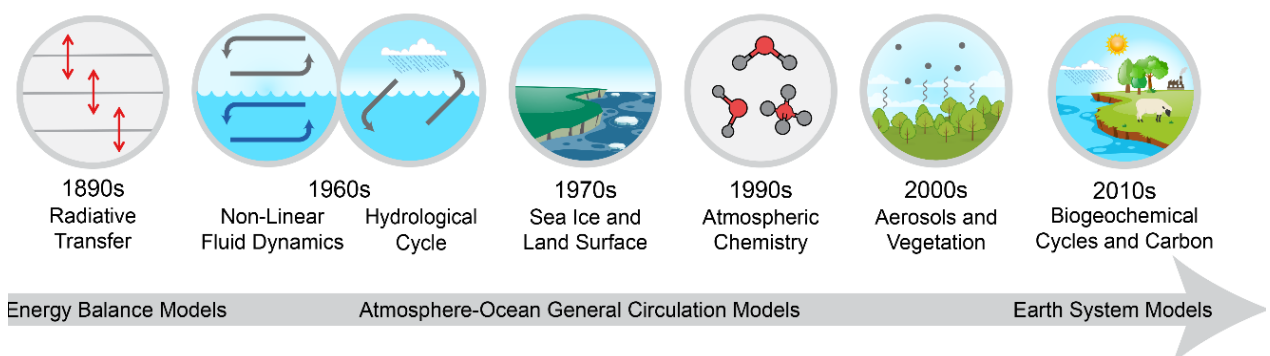 1890s
Radiative
Transfer
1960s
Non-Linear
Fluid Dynamics
Hydrological
Cycle
1970s
Sea Ice and
Land Surface
1990s
Atmospheric
Chemistry
2000s
Aerosols and
Vegetation
2010s
Biogeochemical
Cycles and Carbon
Energy Balance Models
Atmosphere-Ocean General Circulation Models
Earth System Models